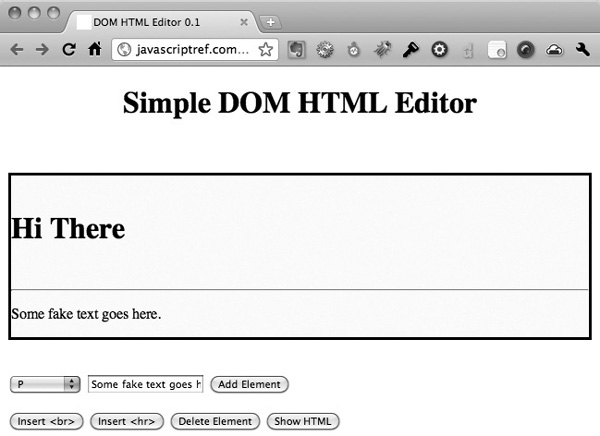 DOM HTML Editor 0.1
javascriptref.com...
Simple DOM HTML Editor
Hi There
Some fake text goes here.
P Some fake text goes h Add Element
Insert <br> Insert <hr> Delete Element Show HTML